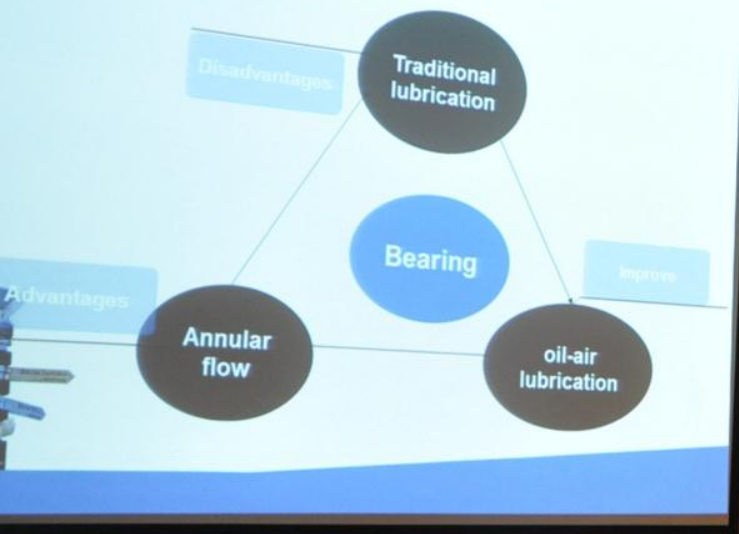 Disadvantages
Traditional
lubrication
Bearing
Improve
Advantages
Annular
flow
oil-air
lubrication